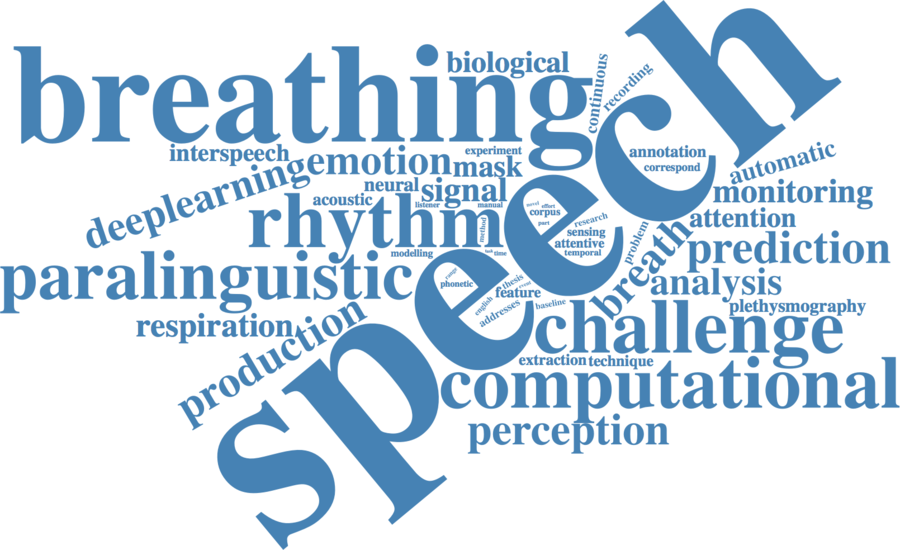 speech
breathing
biological
continuous
recording
interspeech
emotion
experiment
mask
annotation
correspond
automatic
deeplearning
neural
signal
monitoring
acoustic
listener
manual
novel
effort
corpus
part
research
rhythm
method
sensing
attention
attentive
temporal
problem
breath
prediction
modelling
feel
time
paralinguistic
range
phonetic
thesis
event
feature
english
addresses
baseline
analysis
plethysmography
respiration
production
challenge
extraction
technique
computational
perception